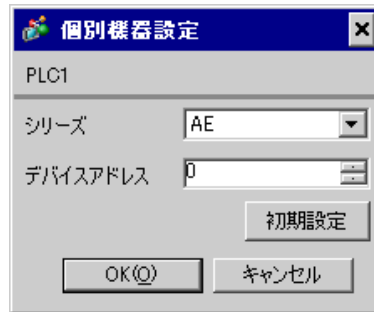 個別機器設定
PLC1
シリーズ AE
デバイスアドレス 0
初期設定
OK(O) キャンセル